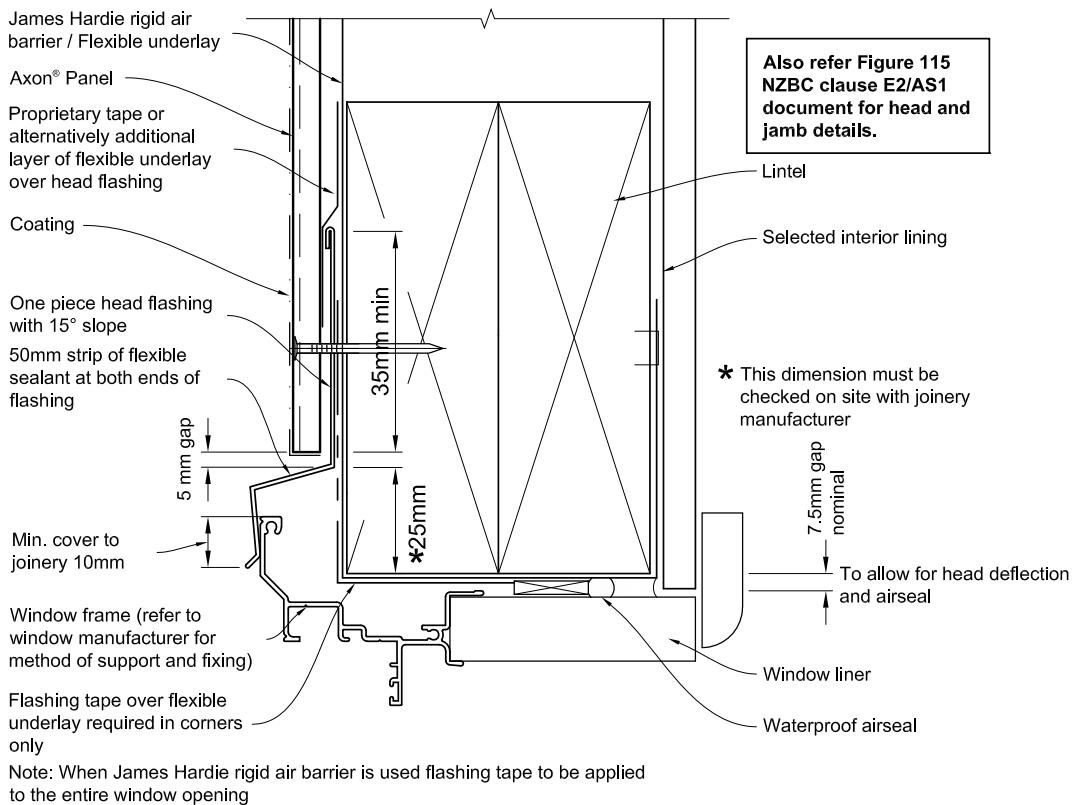 James Hardie rigid air
barrier / Flexible underlay
Axon® Panel
Proprietary tape or
alternatively additional
layer of flexible underlay
over head flashing
Coating
One piece head flashing
with 15° slope
50mm strip of flexible
sealant at both ends of
flashing
5 mm gap
Min. cover to
joinery 10mm
Window frame (refer to
window manufacturer for
method of support and fixing)
Flashing tape over flexible
underlay required in corners
only
Note: When James Hardie rigid air barrier is used flashing tape to be applied
to the entire window opening
35mm min
*25mm
Also refer Figure 115
NZBC clause E2/AS1
document for head and
jamb details.
Lintel
Selected interior lining
* This dimension must be
checked on site with joinery
manufacturer
7.5mm gap
nominal
To allow for head deflection
and airseal
Window liner
Waterproof airseal